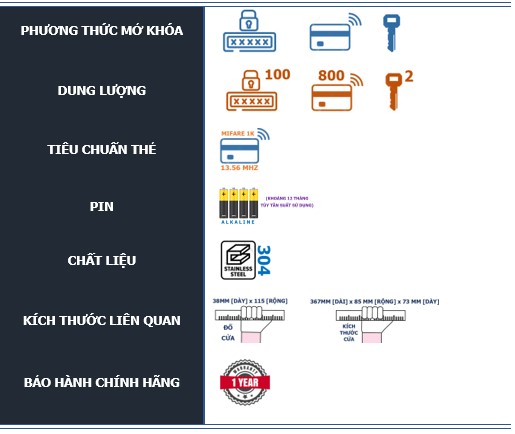 PHƯƠNG THỨC MỞ KHÓA
XXXXX
DUNG LƯỢNG
100
XXXXX
800
2
TIÊU CHUẨN THẺ
MIFARE 1K
13.56 MHZ
PIN
ALKALINE
(KHOẢNG 12 THÁNG
TÙY TẦN SUẤT SỬ DỤNG)
CHẤT LIỆU
STAINLESS
STEEL
304
KÍCH THƯỚC LIÊN QUAN
38MM [DÀY] x 115 [RỘNG]
ĐỐ
CỬA
367MM [DÀI] x 85 MM [RỘNG] x 73 MM [DÀY]
KÍCH
THƯỚC
CỬA
BẢO HÀNH CHÍNH HÃNG
WARRANTY
1 YEAR